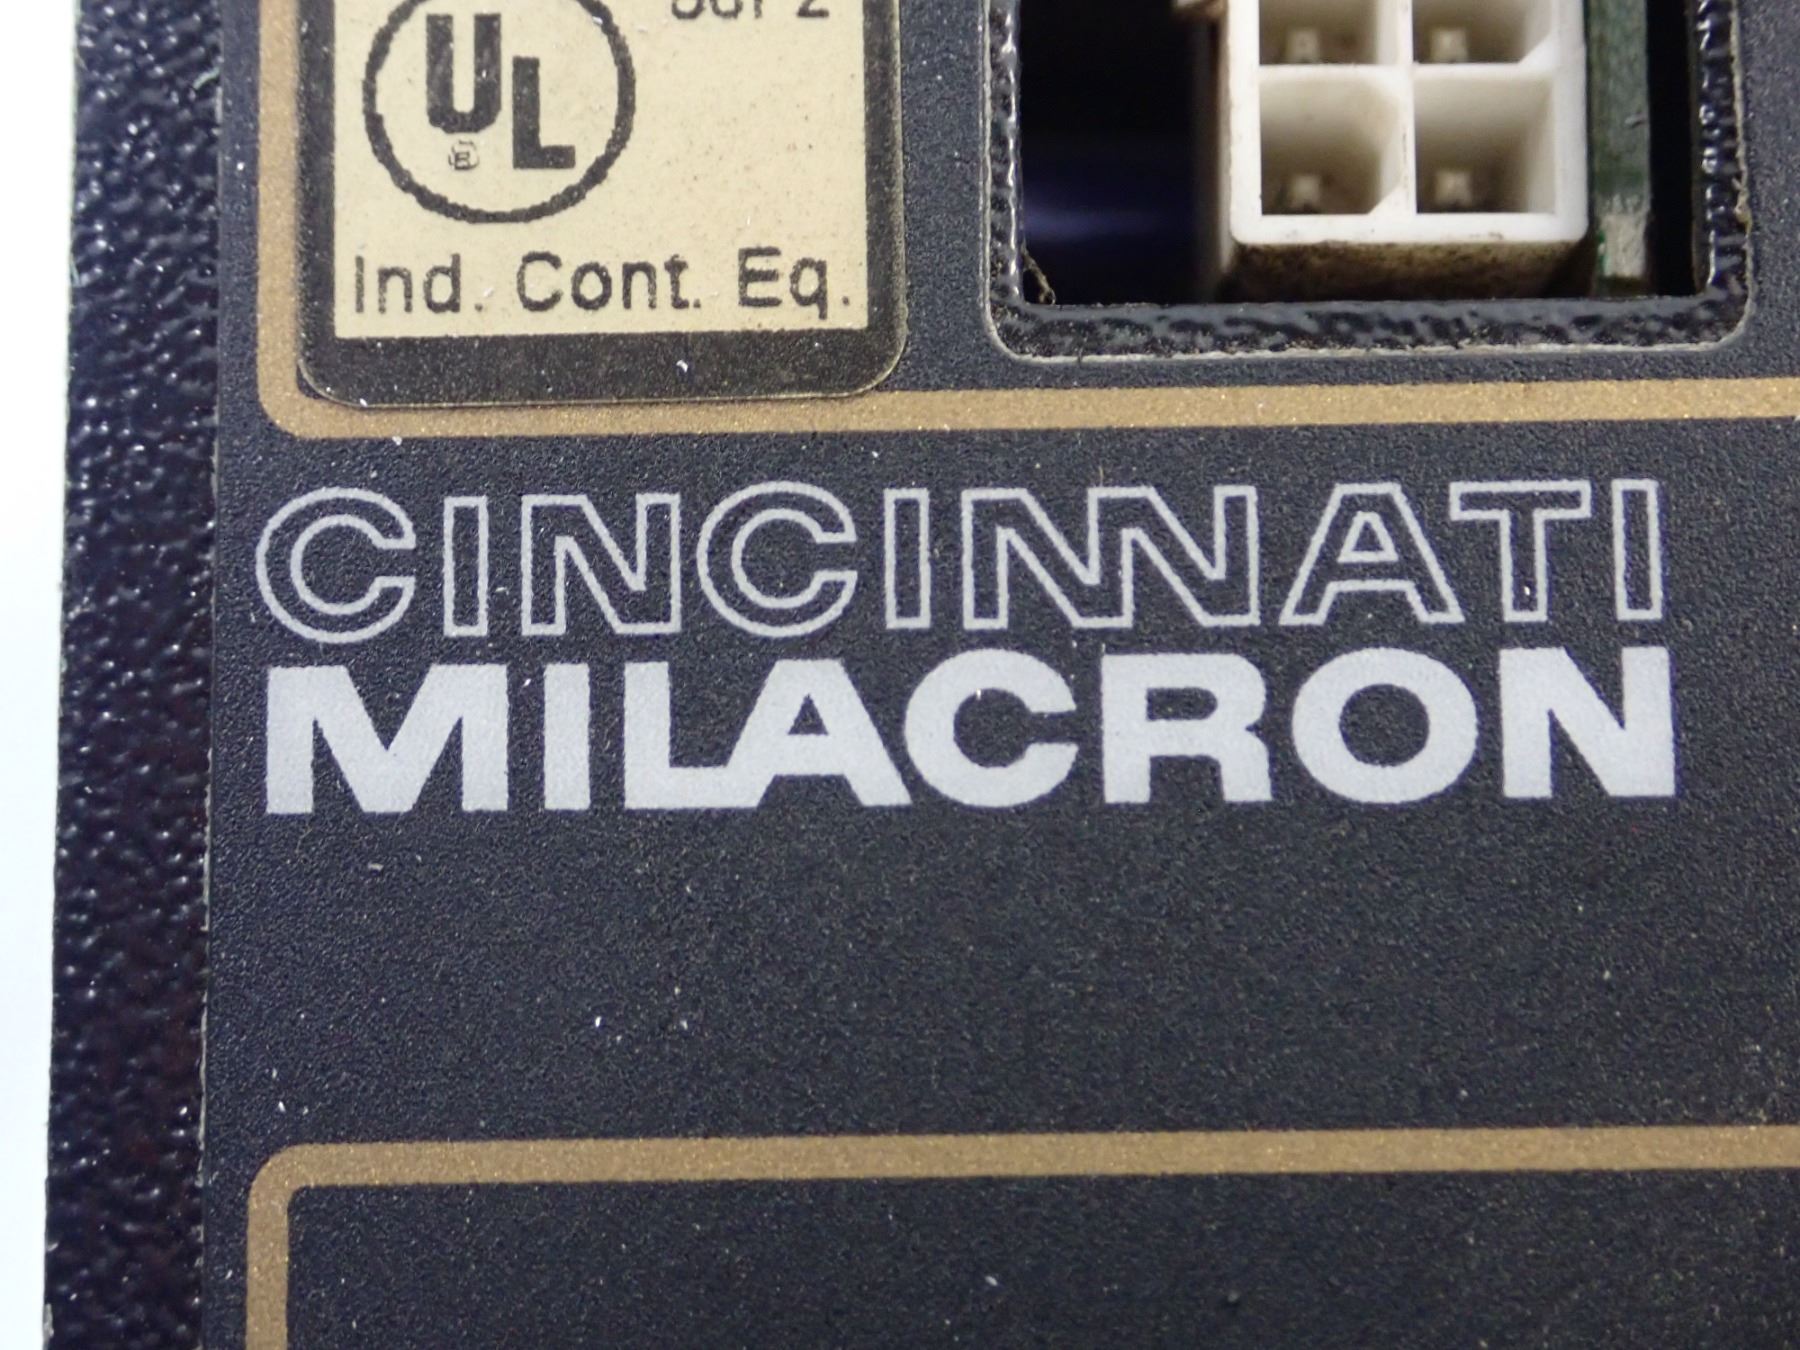 UL
®
Ind. Cont. Eq.
CINCINNATI
MILACRON